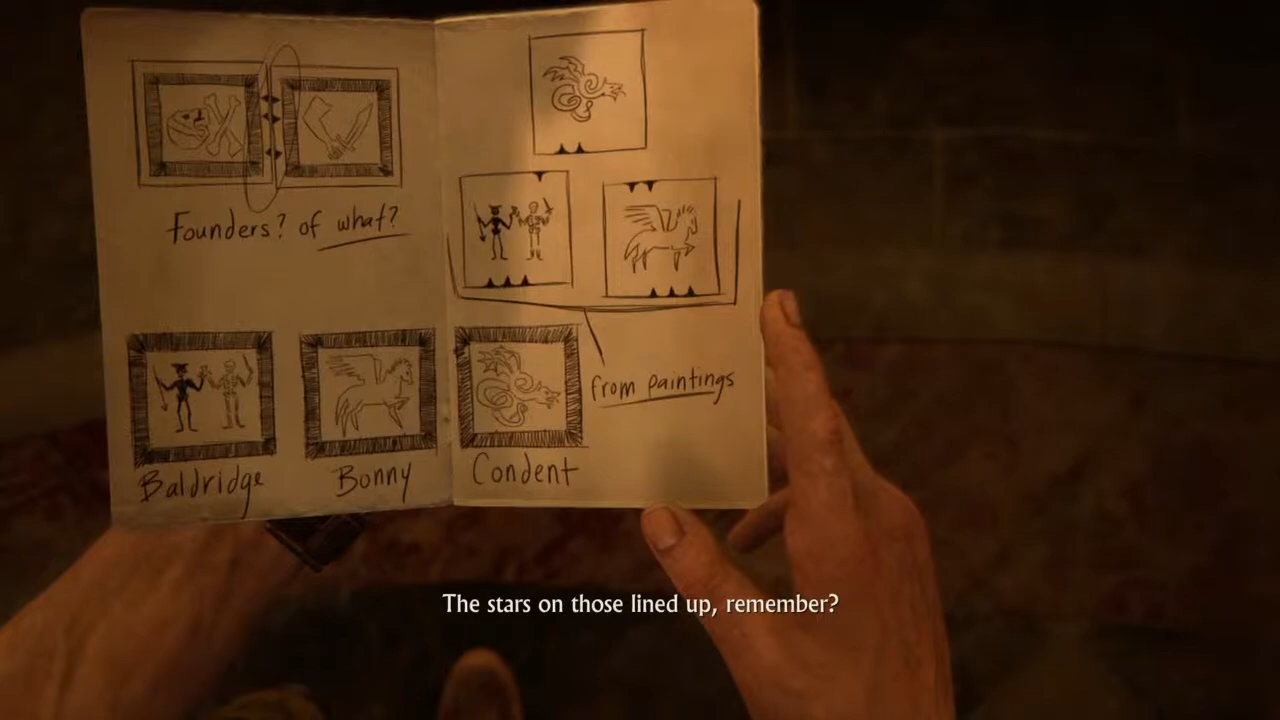 Founders? of what?
from paintings
Baldridge
Bonny
Condent
The stars on those lined up, remember?